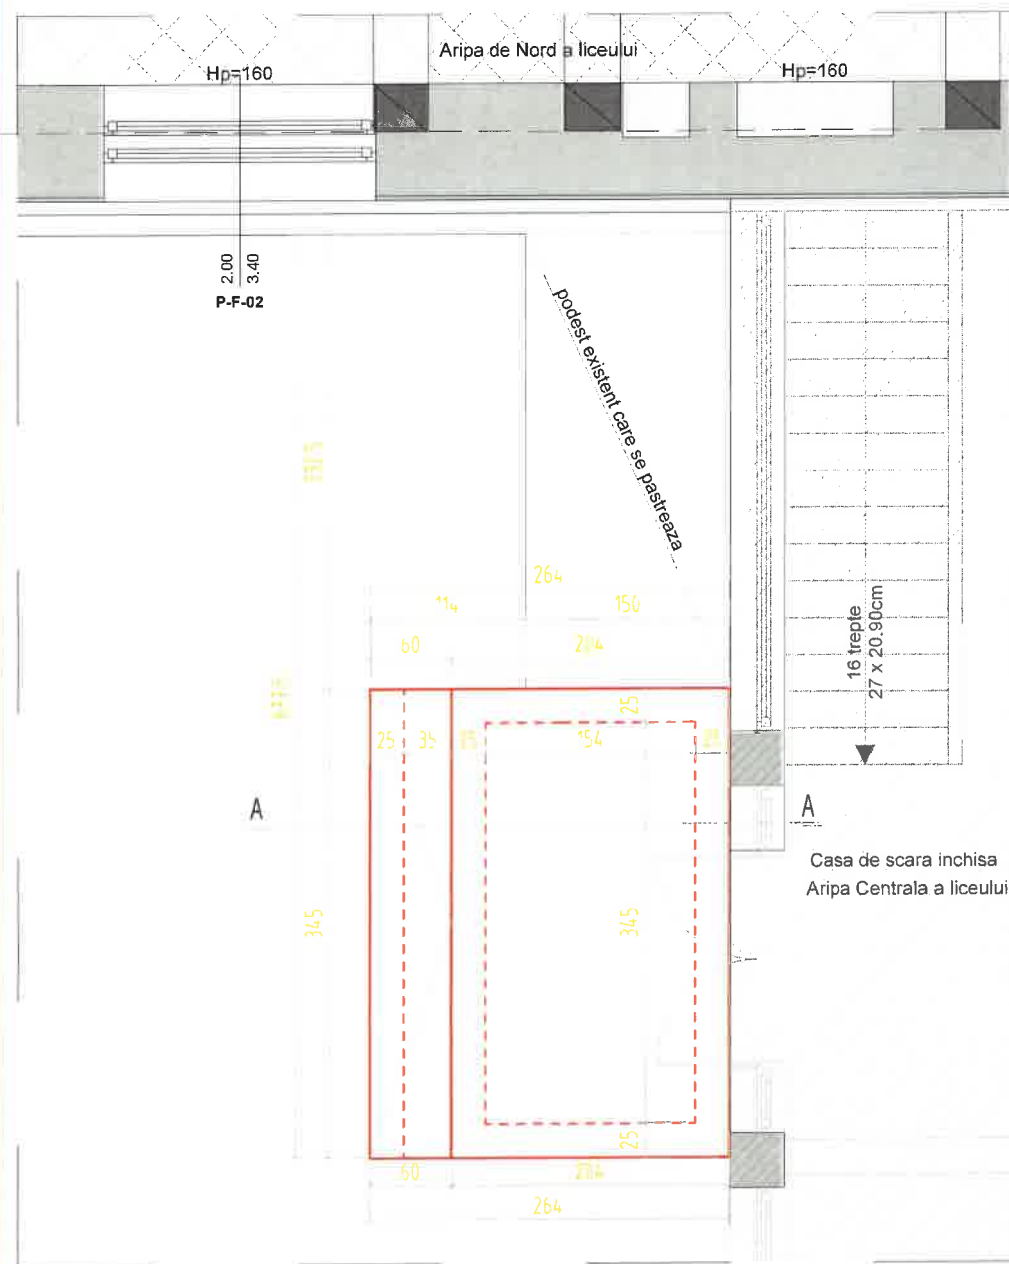 Aripa de Nord a liceului
Hp=160
Hp=160
2.00
3.40
P-F-02
podest existent care se pastreaza
264
114
150
60
204
25
25
35
154
16 trepte
27 x 20.90cm
A
A
Casa de scara inchisa
Aripa Centrala a liceului
345
345
25
60
204
264